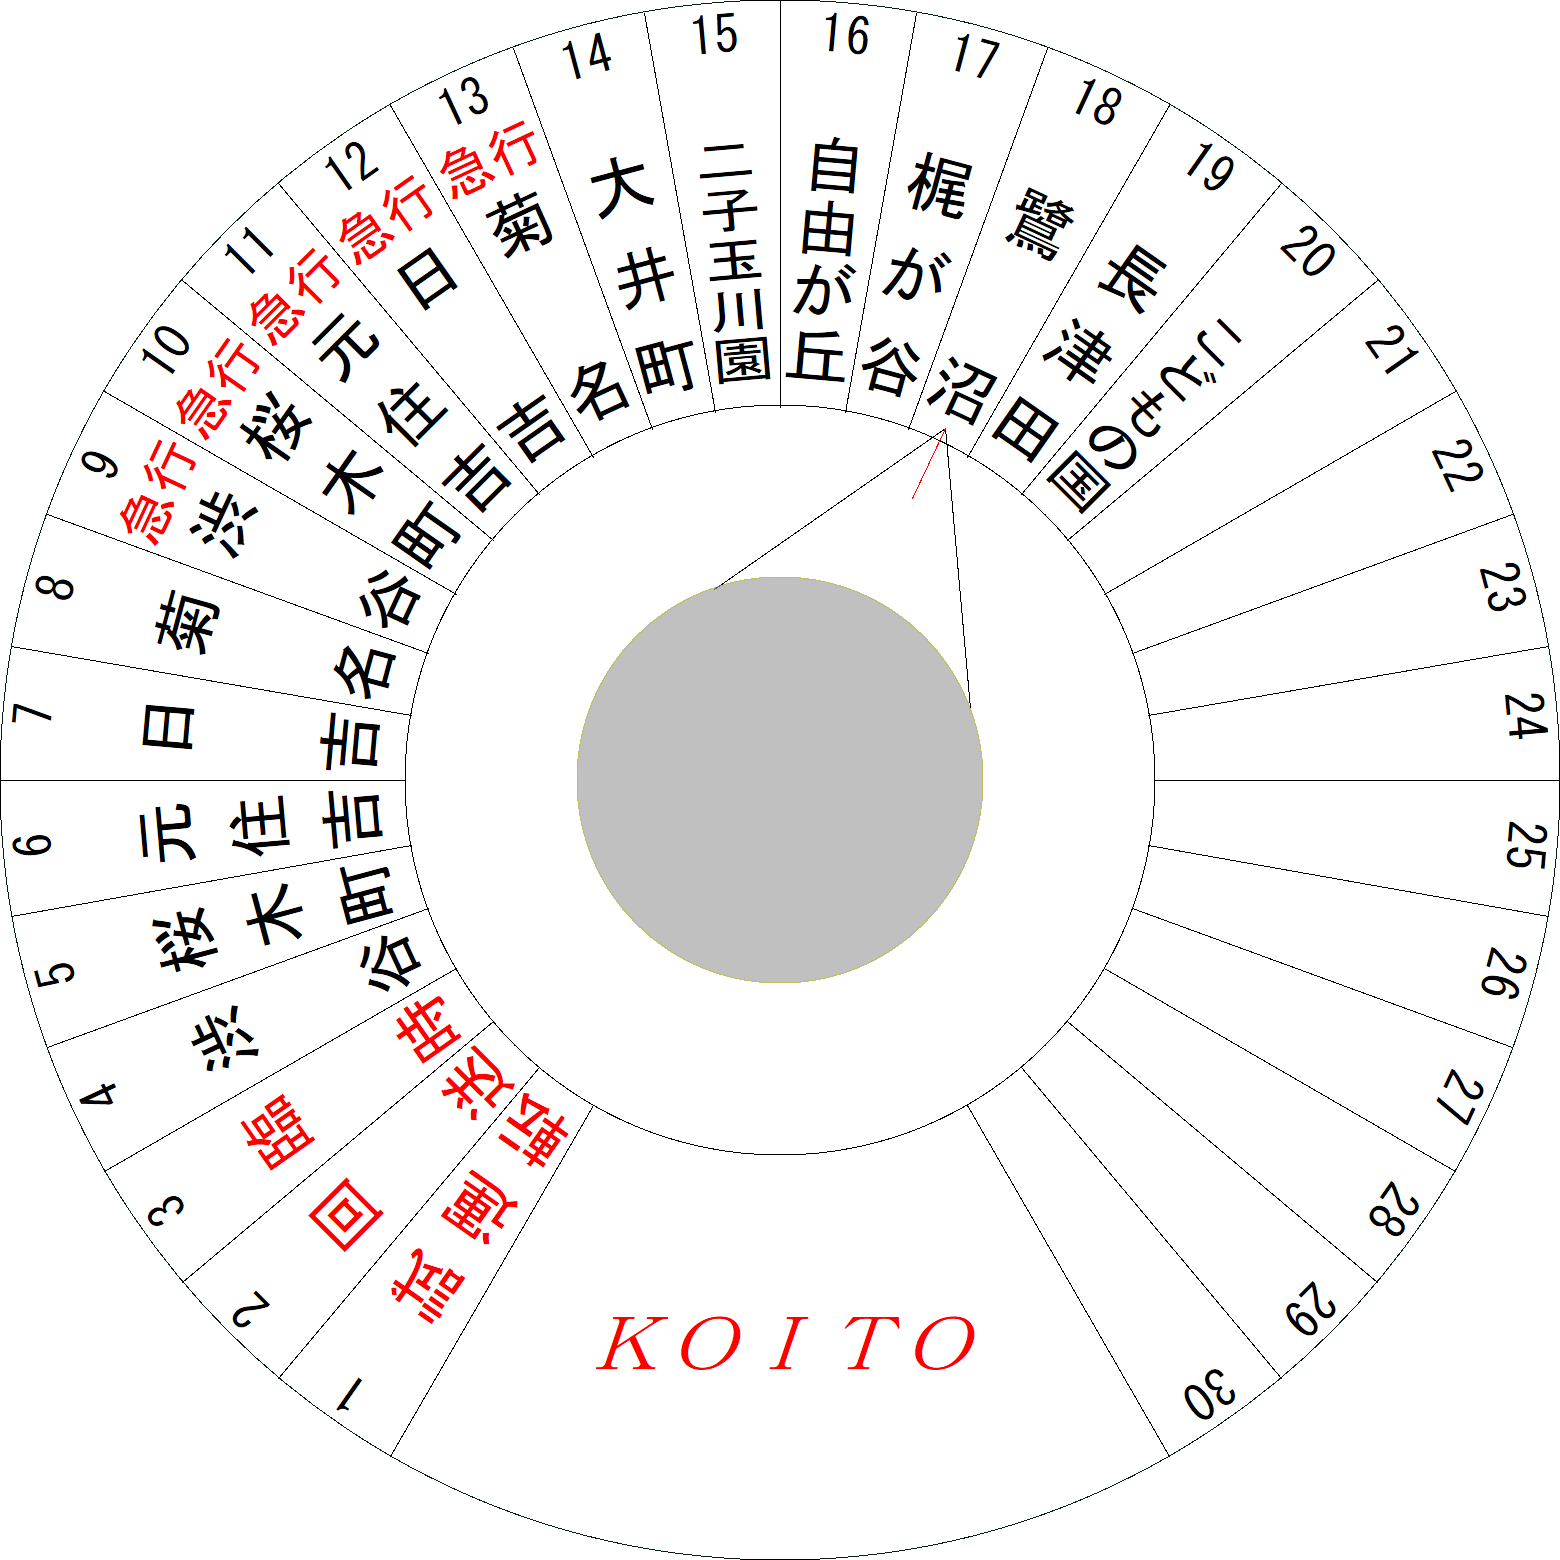 1 試運転
2 回送
3 臨時
4 渋谷
5 桜木町
6 元住吉
7 日吉
8 菊名
9 急行 渋谷
10 急行 桜木町
11 急行 元住吉
12 急行 日吉
13 急行 菊名
14 大井町
15 二子玉川園
16 自由が丘
17 梶が谷
18 鷺沼
19 長津田
20 こどもの国
21
22
23
24
25
26
27
28
29
30
KOITO